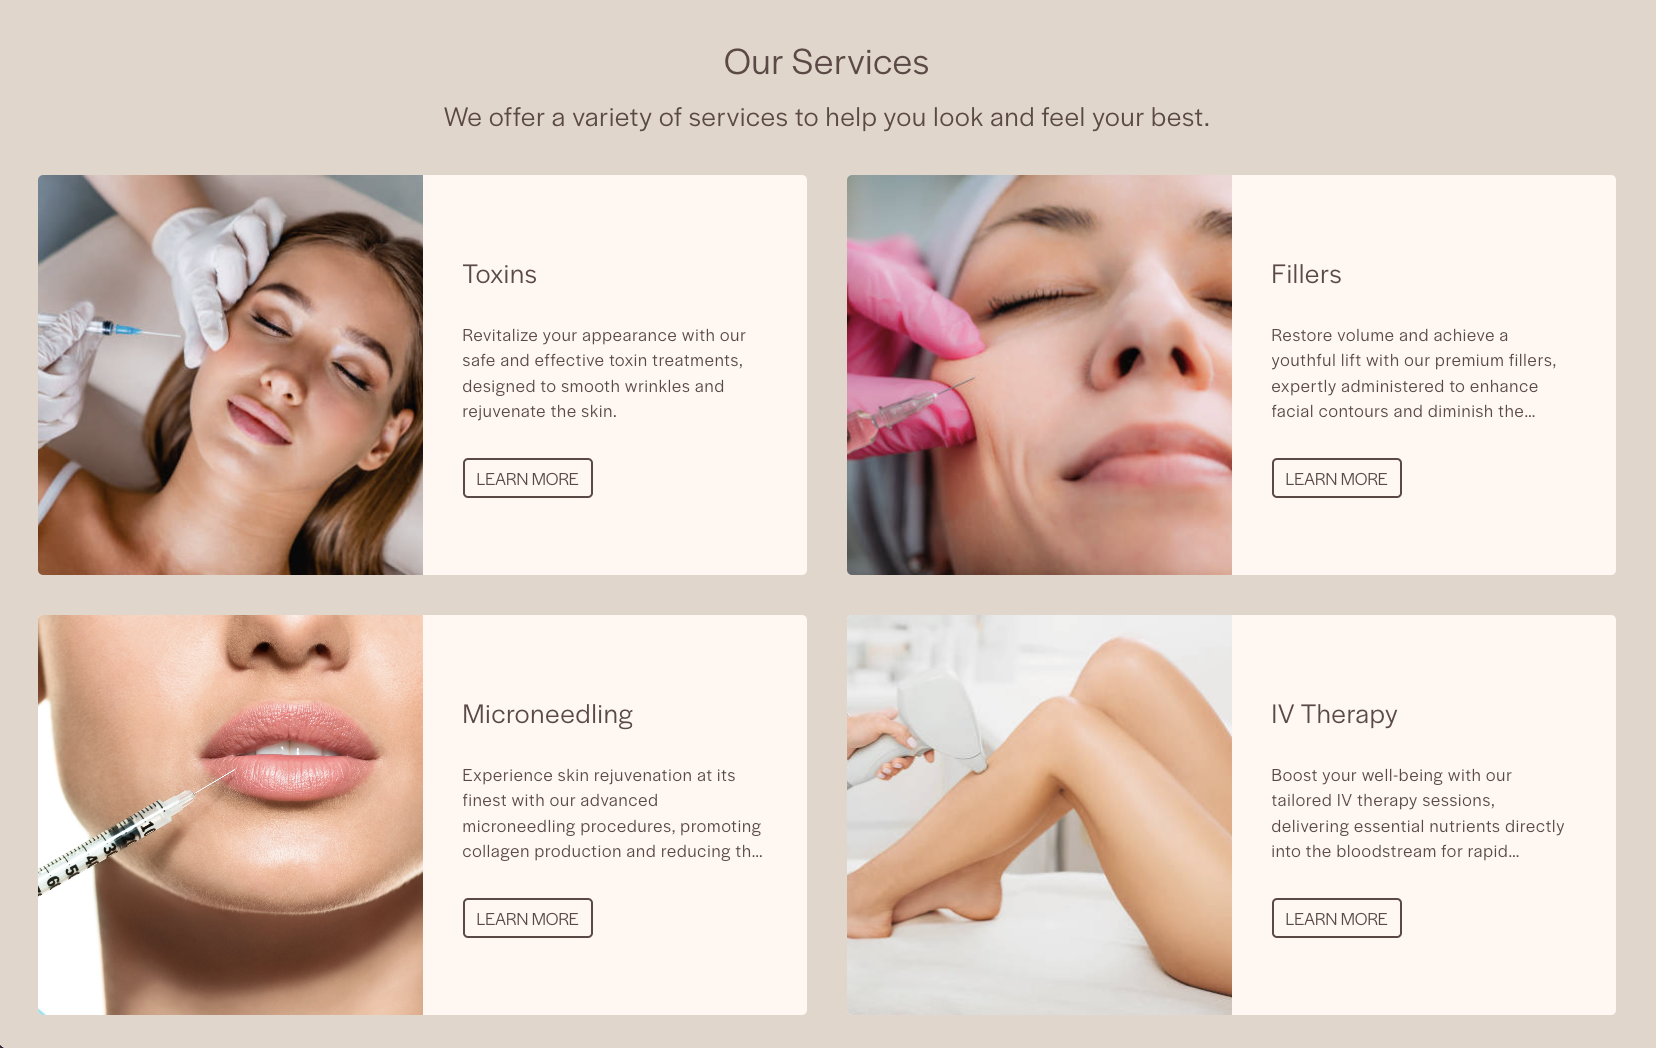 Our Services
We offer a variety of services to help you look and feel your best.
Toxins
Revitalize your appearance with our
safe and effective toxin treatments,
designed to smooth wrinkles and
rejuvenate the skin.
LEARN MORE
Fillers
Restore volume and achieve a
youthful lift with our premium fillers,
expertly administered to enhance
facial contours and diminish the...
LEARN MORE
Microneedling
Experience skin rejuvenation at its
finest with our advanced
microneedling procedures, promoting
collagen production and reducing th...
LEARN MORE
IV Therapy
Boost your well-being with our
tailored IV therapy sessions,
delivering essential nutrients directly
into the bloodstream for rapid...
LEARN MORE